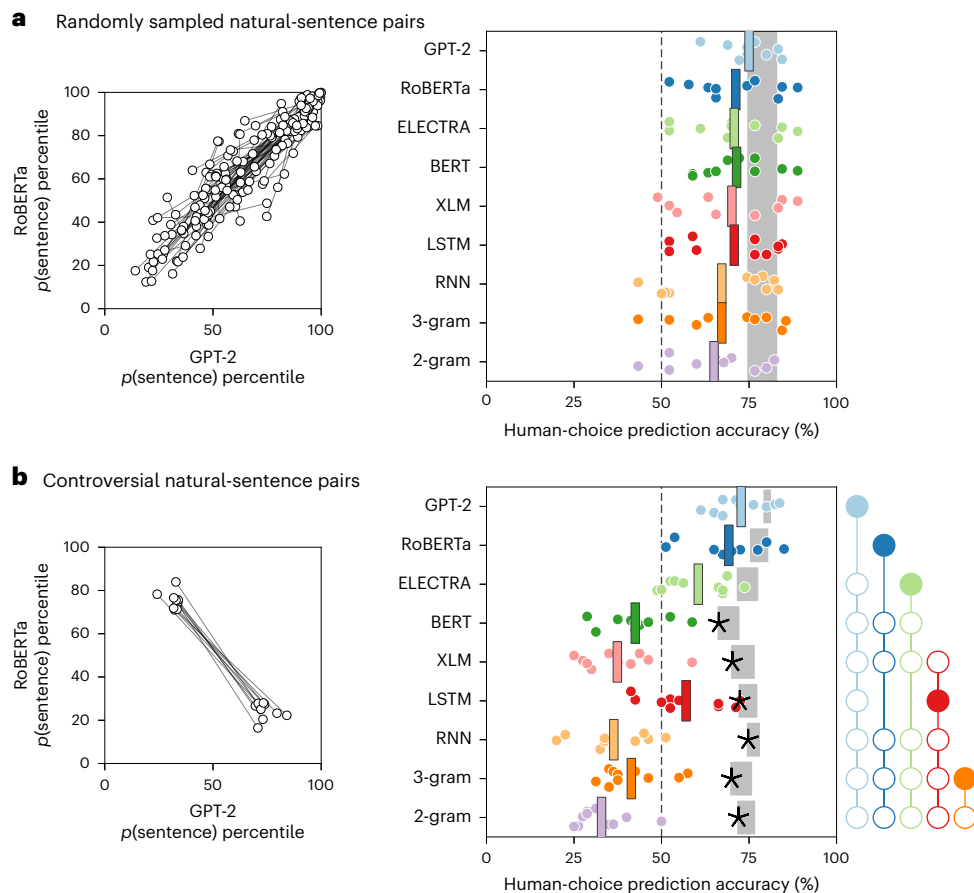 a Randomly sampled natural-sentence pairs
RoBERTa
p(sentence) percentile
100
80
60
40
20
0
0 50 100
GPT-2
p(sentence) percentile
GPT-2
RoBERTa
ELECTRA
BERT
XLM
LSTM
RNN
3-gram
2-gram
0 25 50 75 100
Human-choice prediction accuracy (%)
b Controversial natural-sentence pairs
RoBERTa
p(sentence) percentile
100
80
60
40
20
0
0 50 100
GPT-2
p(sentence) percentile
GPT-2
RoBERTa
ELECTRA
BERT
XLM
LSTM
RNN
3-gram
2-gram
0 25 50 75 100
Human-choice prediction accuracy (%)